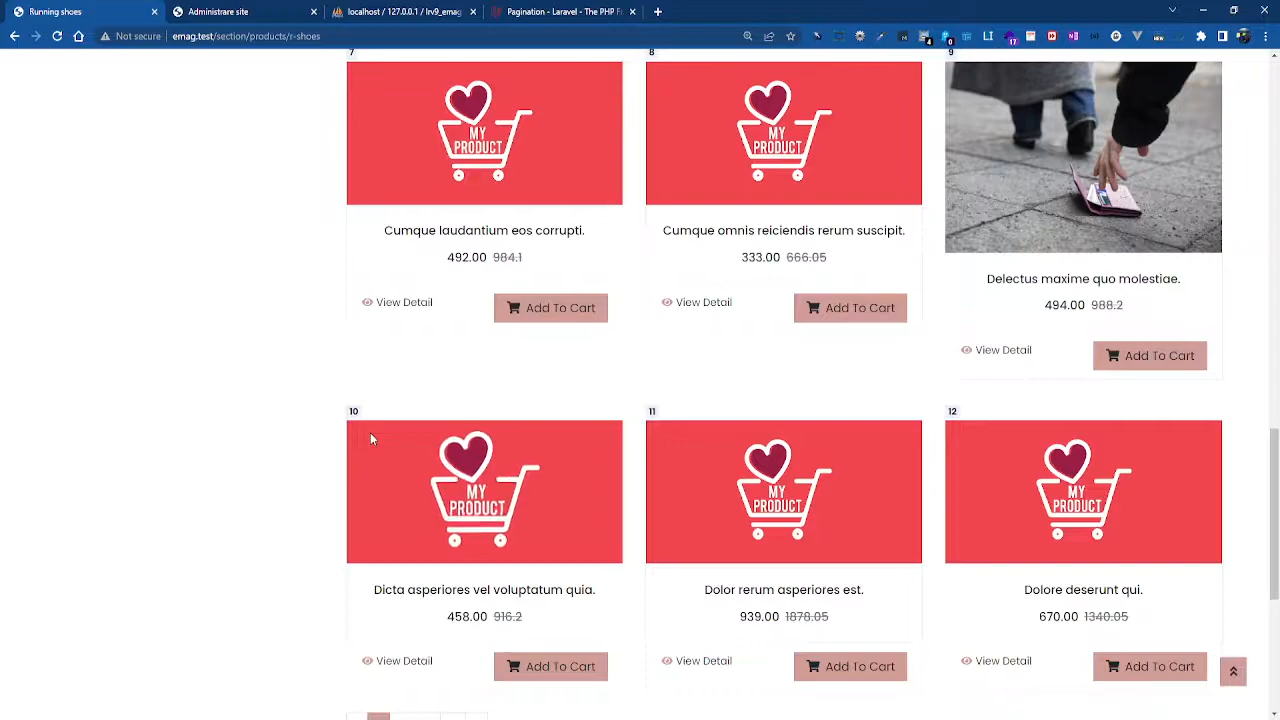 Running shoes
Administrare site
localhost / 127.0.0.1 / lrv9_emag
Pagination - Laravel - The PHP F
Not secure
emag.test/section/products/r-shoes
4
0
17
7
8
9
MY PRODUCT
MY PRODUCT
Cumque laudantium eos corrupti.
Cumque omnis reiciendis rerum suscipit.
Delectus maxime quo molestiae.
492.00 984.1
333.00 666.05
494.00 988.2
View Detail
Add To Cart
View Detail
Add To Cart
View Detail
Add To Cart
10
11
12
MY PRODUCT
MY PRODUCT
MY PRODUCT
Dicta asperiores vel voluptatum quia.
Dolor rerum asperiores est.
Dolore deserunt qui.
458.00 916.2
939.00 1878.05
670.00 1340.05
View Detail
Add To Cart
View Detail
Add To Cart
View Detail
Add To Cart